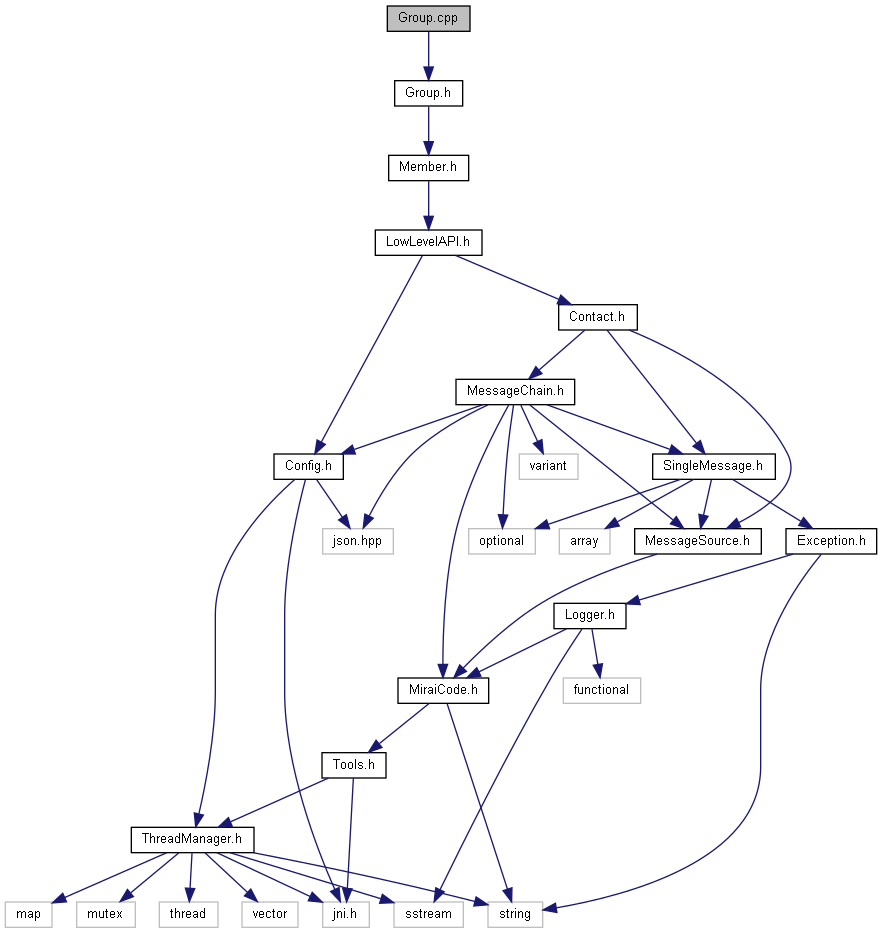 Group.cpp
Group.h
Member.h
LowLevelAPI.h
Contact.h
MessageChain.h
Config.h
variant
SingleMessage.h
json.hpp
optional
array
MessageSource.h
Exception.h
Logger.h
MiraiCode.h
functional
Tools.h
ThreadManager.h
map
mutex
thread
vector
jni.h
sstream
string